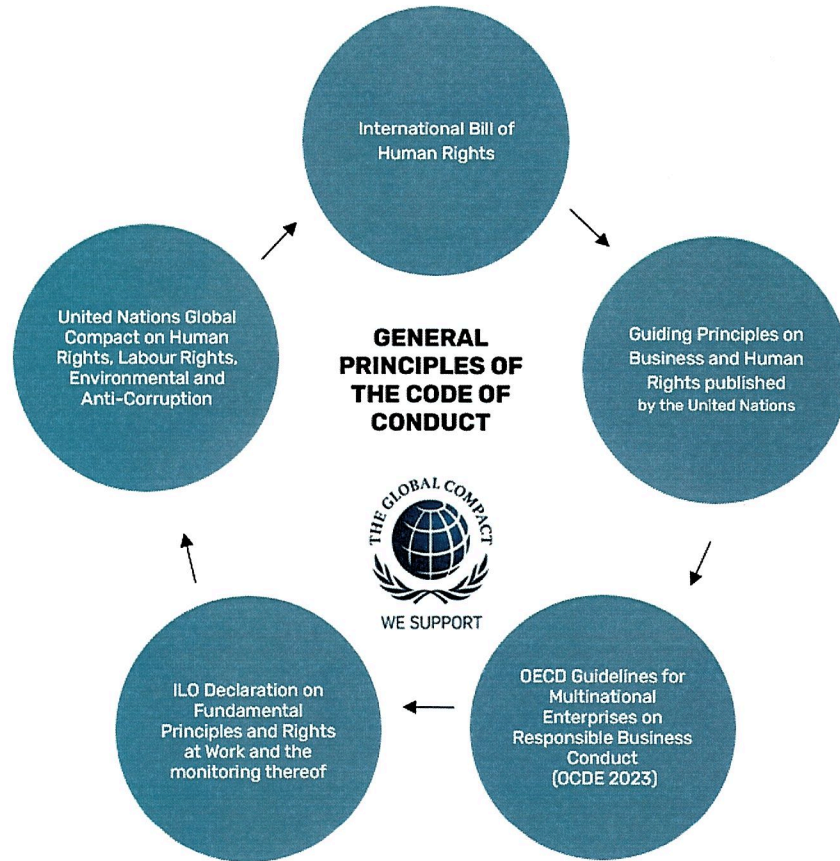 International Bill of
Human Rights
United Nations Global
Compact on Human
Rights, Labour Rights,
Environmental and
Anti-Corruption
GENERAL
PRINCIPLES OF
THE CODE OF
CONDUCT
Guiding Principles on
Business and Human
Rights published
by the United Nations
THE GLOBAL COMPACT
WE SUPPORT
ILO Declaration on
Fundamental
Principles and Rights
at Work and the
monitoring thereof
OECD Guidelines for
Multinational
Enterprises on
Responsible Business
Conduct
(OCDE 2023)